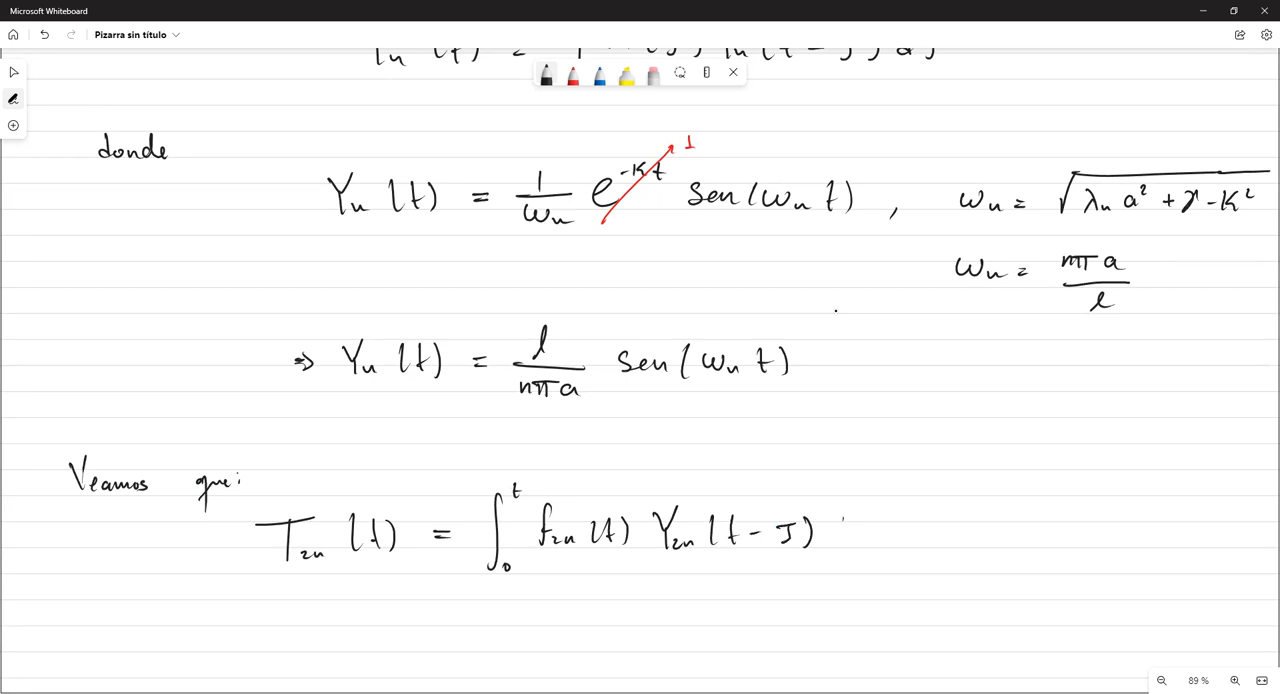 Microsoft Whiteboard
Pizarra sin título
donde
Yn (t) = 1/ωn e^-Kt sen(ωn t) , ωn = √(λn a² + γ - K²)
1
ωn = nπa/l
⇒ Yn (t) = l/nπa sen(ωn t)
Veamos que:
T2n (t) = ∫₀ᵗ f2n (t) Y2n (t - J)
89 %